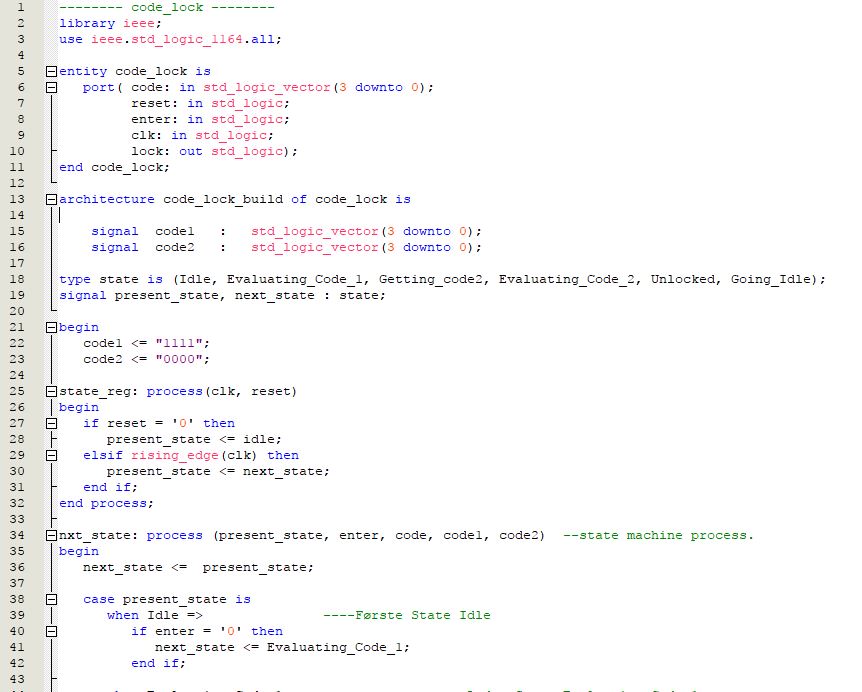 1 -------- code_lock --------
2 library ieee;
3 use ieee.std_logic_1164.all;
4
5 entity code_lock is
6 port( code: in std_logic_vector(3 downto 0);
7 reset: in std_logic;
8 enter: in std_logic;
9 clk: in std_logic;
10 lock: out std_logic);
11 end code_lock;
12
13 architecture code_lock_build of code_lock is
14
15 signal code1 : std_logic_vector(3 downto 0);
16 signal code2 : std_logic_vector(3 downto 0);
17
18 type state is (Idle, Evaluating_Code_1, Getting_code2, Evaluating_Code_2, Unlocked, Going_Idle);
19 signal present_state, next_state : state;
20
21 begin
22 code1 <= "1111";
23 code2 <= "0000";
24
25 state_reg: process(clk, reset)
26 begin
27 if reset = '0' then
28 present_state <= idle;
29 elsif rising_edge(clk) then
30 present_state <= next_state;
31 end if;
32 end process;
33
34 nxt_state: process (present_state, enter, code, code1, code2) --state machine process.
35 begin
36 next_state <= present_state;
37
38 case present_state is
39 when Idle => ----Første State Idle
40 if enter = '0' then
41 next_state <= Evaluating_Code_1;
42 end if;
43